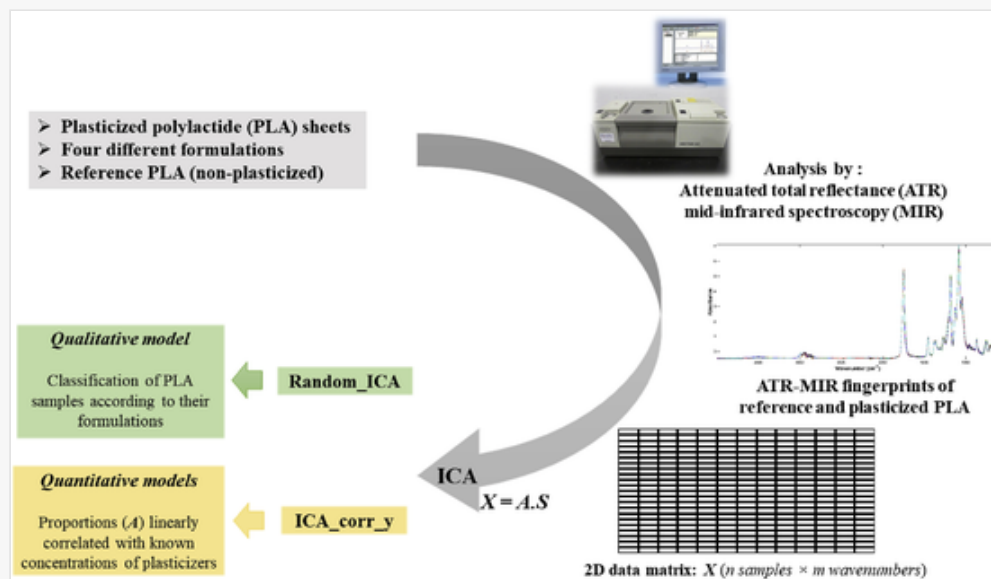 ➢ Plasticized polylactide (PLA) sheets
➢ Four different formulations
➢ Reference PLA (non-plasticized)
Analysis by :
Attenuated total reflectance (ATR)
mid-infrared spectroscopy (MIR)
ATR-MIR fingerprints of
reference and plasticized PLA
2D data matrix: X (n samples × m wavenumbers)
ICA
X = A.S
Random_ICA
Qualitative model
Classification of PLA
samples according to their
formulations
ICA_corr_y
Quantitative models
Proportions (A) linearly
correlated with known
concentrations of plasticizers